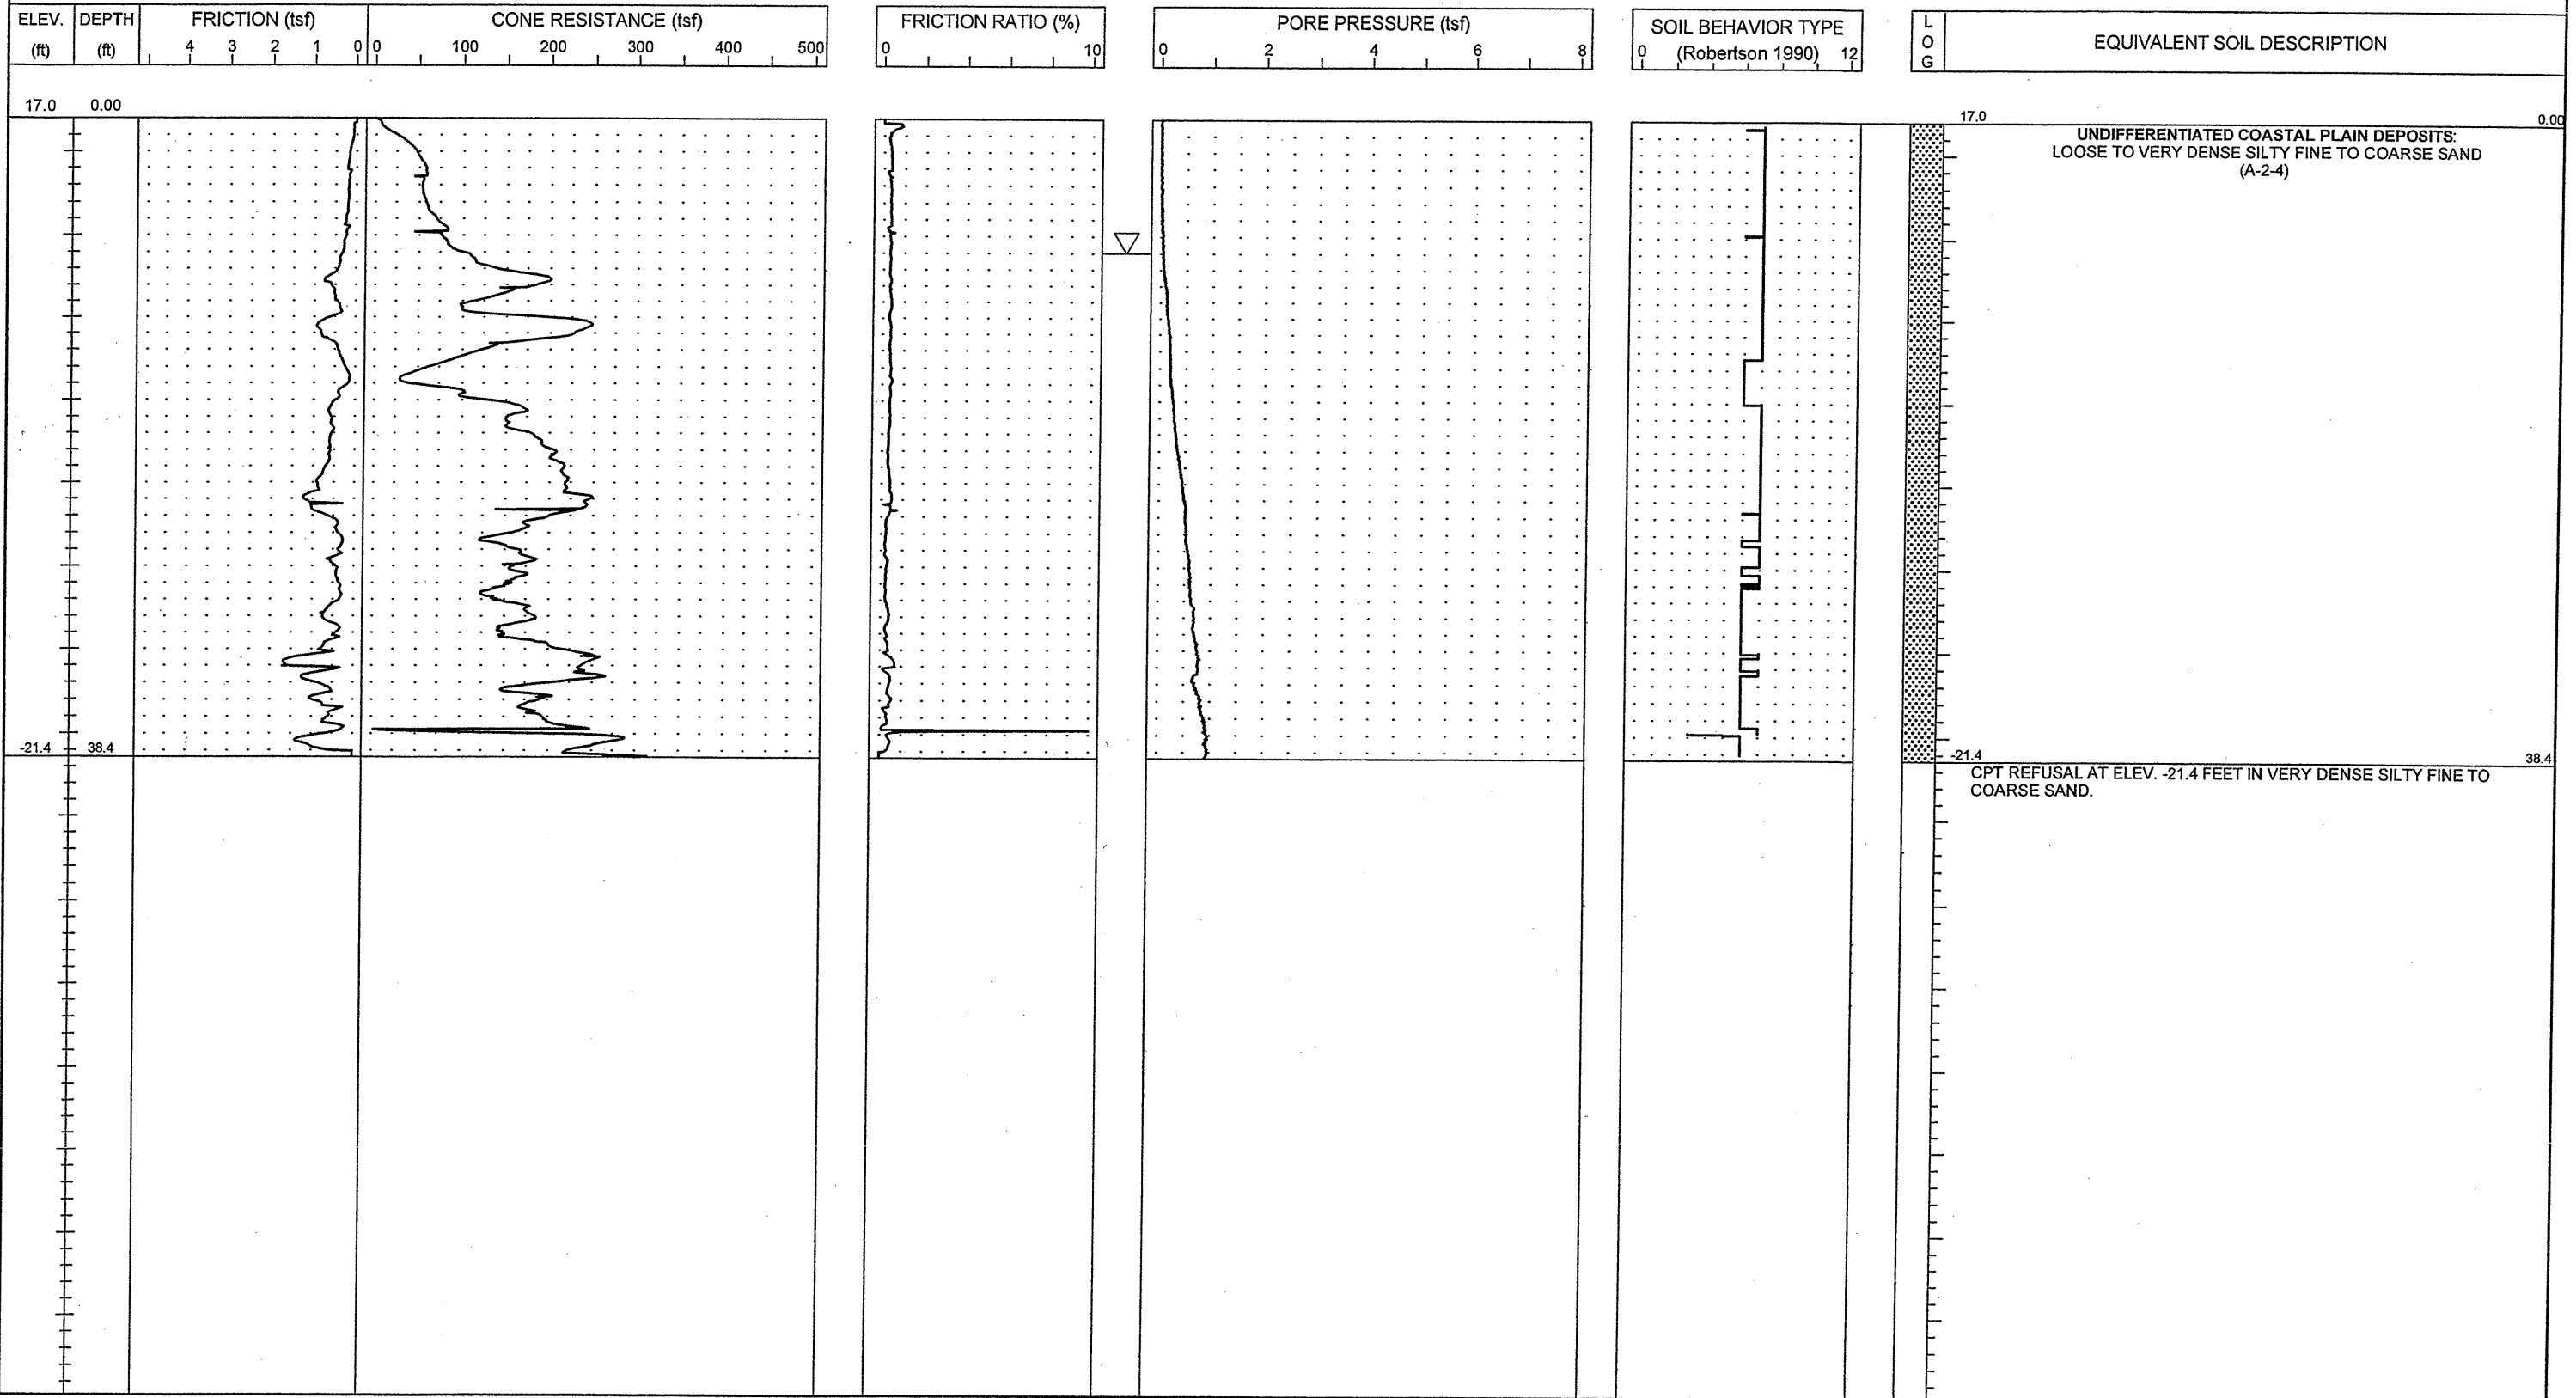 ELEV.
(ft)
DEPTH
(ft)
FRICTION (tsf)
4 3 2 1 0
CONE RESISTANCE (tsf)
0 100 200 300 400 500
FRICTION RATIO (%)
0 10
PORE PRESSURE (tsf)
0 2 4 6 8
SOIL BEHAVIOR TYPE
(Robertson 1990)
0 12
L
O
G
EQUIVALENT SOIL DESCRIPTION
17.0 0.00
17.0 0.00
UNDIFFERENTIATED COASTAL PLAIN DEPOSITS:
LOOSE TO VERY DENSE SILTY FINE TO COARSE SAND
(A-2-4)
-21.4 38.4
-21.4 38.4
CPT REFUSAL AT ELEV. -21.4 FEET IN VERY DENSE SILTY FINE TO
COARSE SAND.